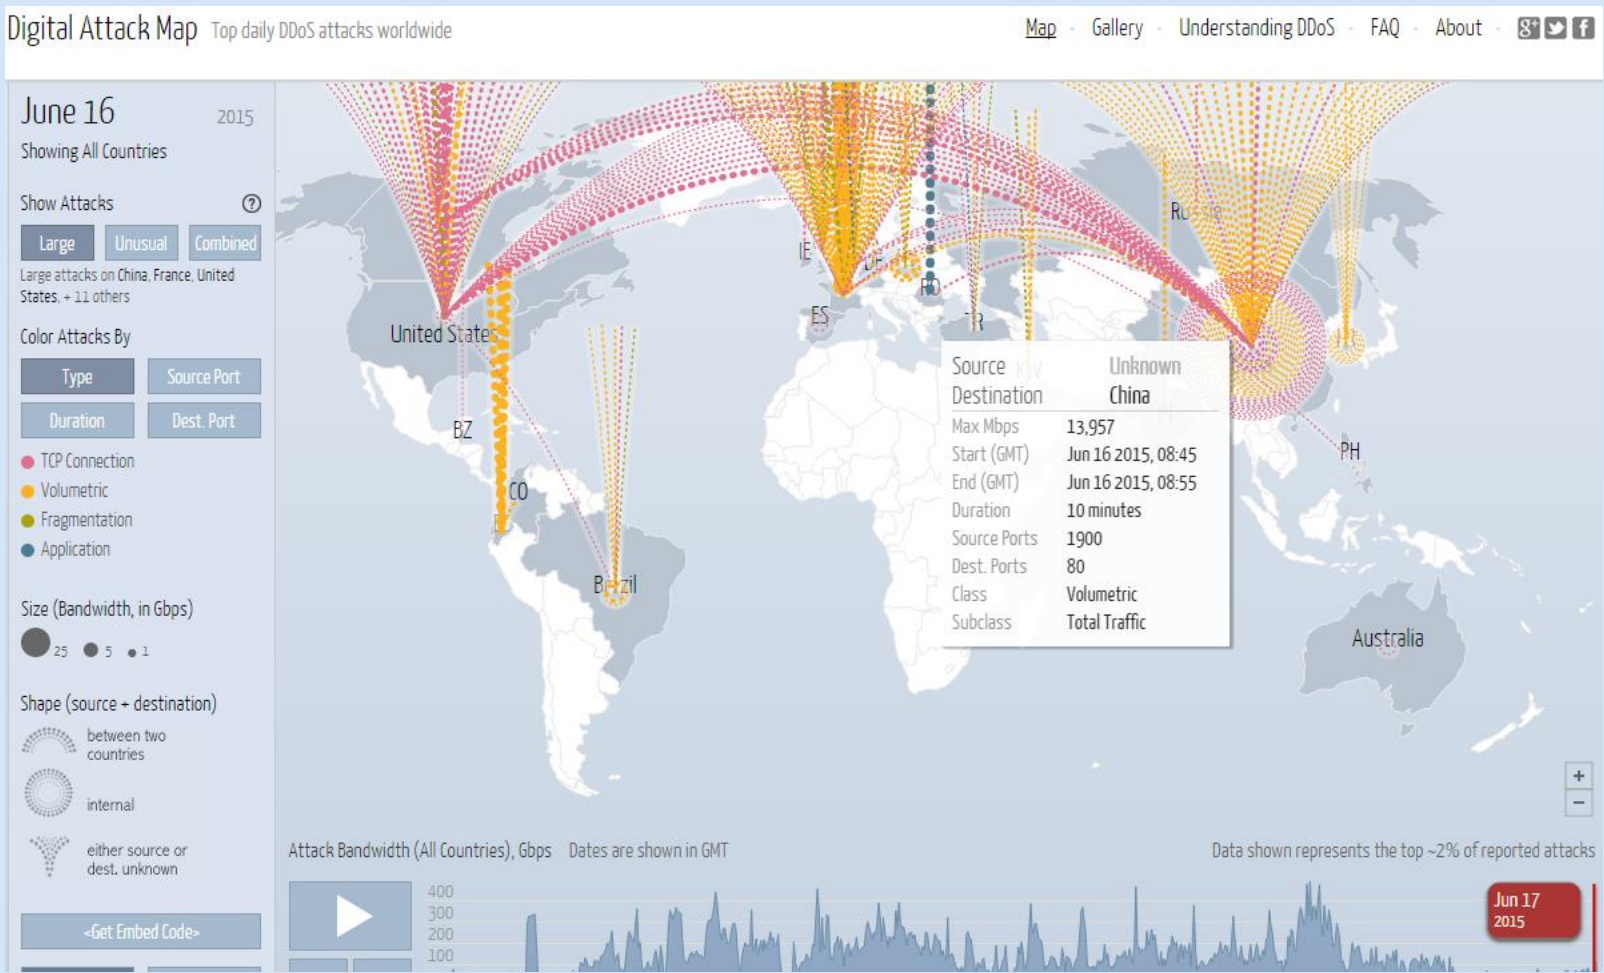 Digital Attack Map Top daily DDoS attacks worldwide
Map - Gallery - Understanding DDoS - FAQ - About -
June 16 2015
Showing All Countries
Show Attacks ?
Large Unusual Combined
Large attacks on China, France, United
States, + 11 others
Color Attacks By
Type Source Port
Duration Dest. Port
TCP Connection
Volumetric
Fragmentation
Application
Size (Bandwidth, in Gbps)
25 5 1
Shape (source + destination)
between two
countries
internal
either source or
dest. unknown
<Get Embed Code>
Russia
IE
DE
RO
ES
TR
United States
BZ
CO
Brazil
PH
Australia
Source Unknown
Destination China
Max Mbps 13,957
Start (GMT) Jun 16 2015, 08:45
End (GMT) Jun 16 2015, 08:55
Duration 10 minutes
Source Ports 1900
Dest. Ports 80
Class Volumetric
Subclass Total Traffic
+
−
Attack Bandwidth (All Countries), Gbps Dates are shown in GMT
Data shown represents the top ~2% of reported attacks
400
300
200
100
Jun 17
2015